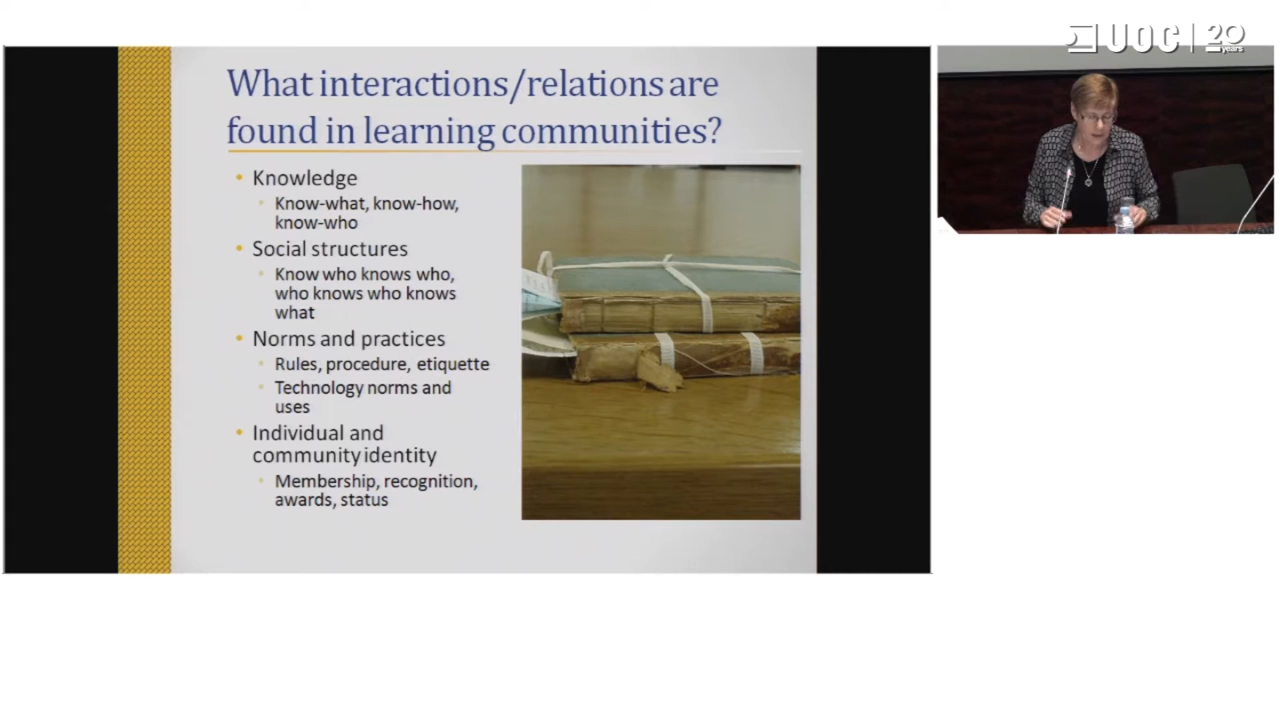 UOC | 20
years
What interactions/relations are
found in learning communities?
• Knowledge
• Know-what, know-how,
know-who
• Social structures
• Know who knows who,
who knows who knows
what
• Norms and practices
• Rules, procedure, etiquette
• Technology norms and
uses
• Individual and
community identity
• Membership, recognition,
awards, status